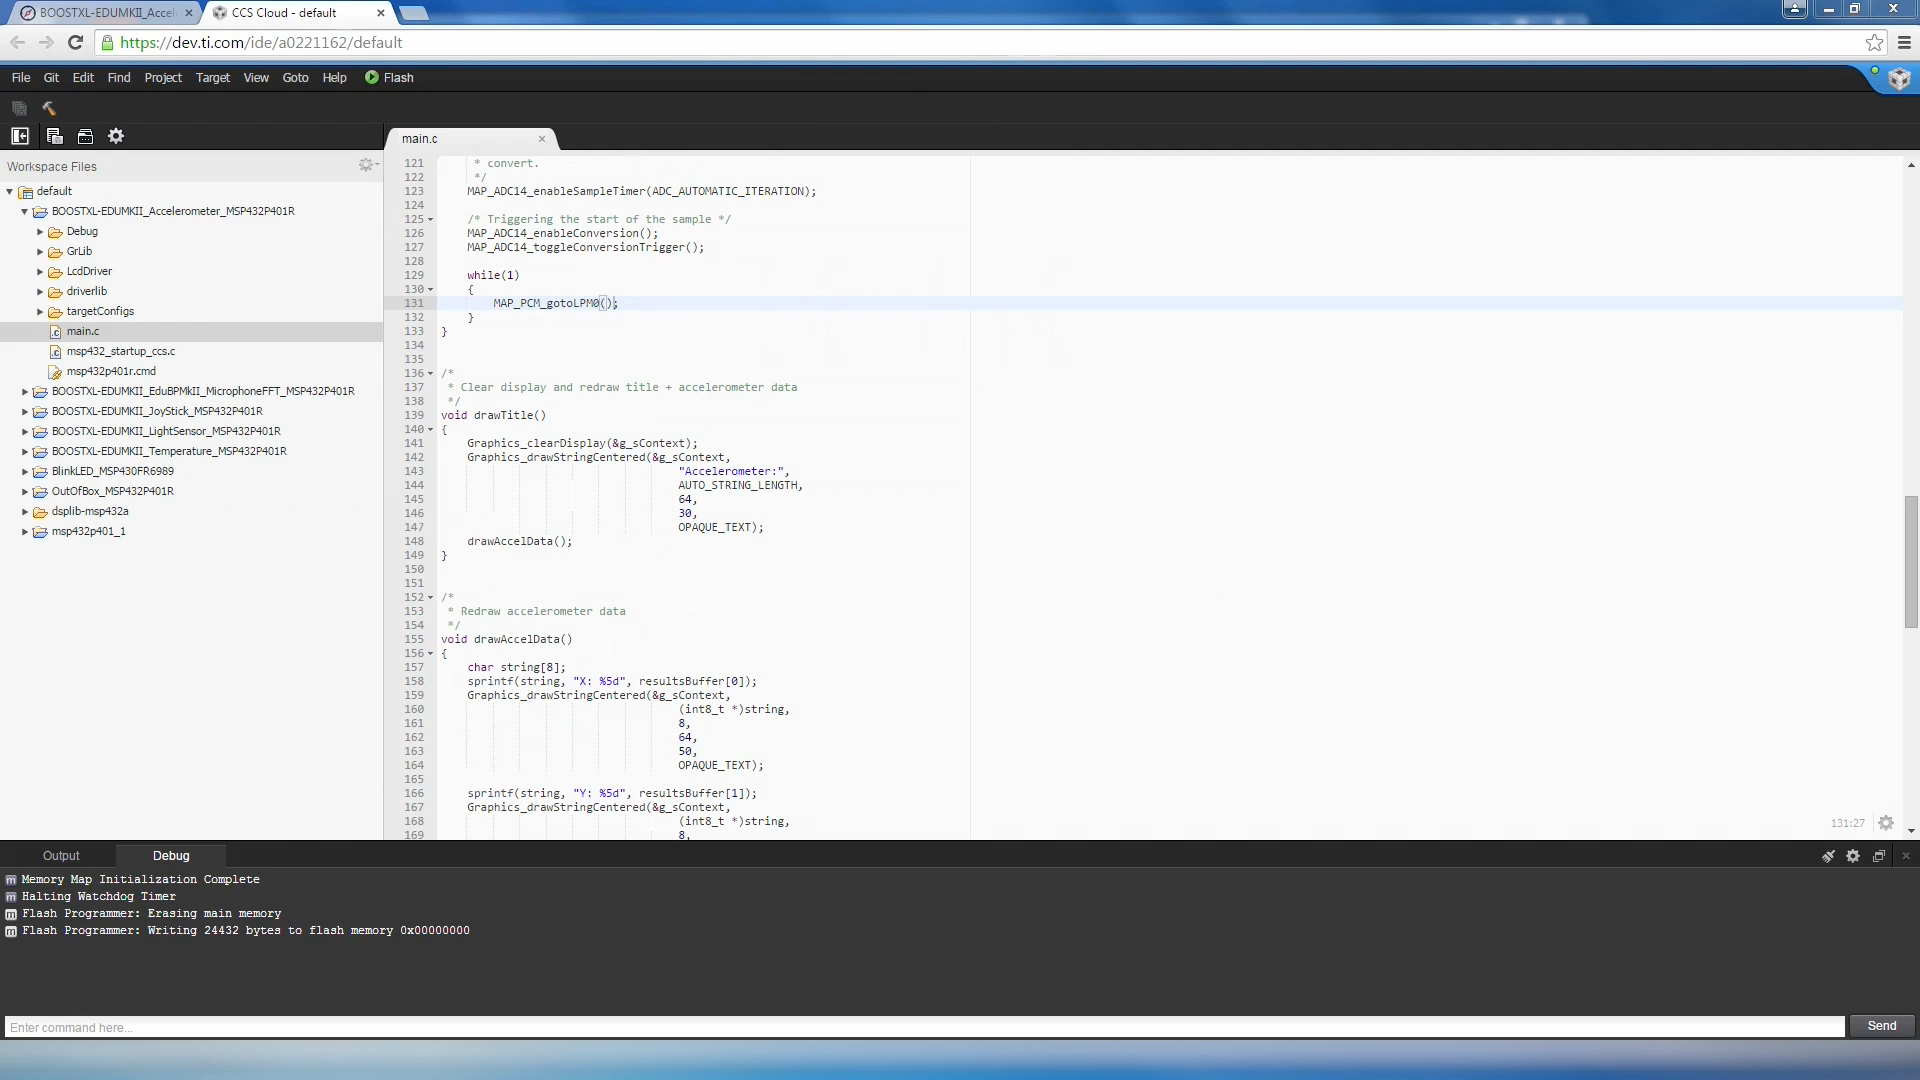 BOOSTXL-EDUMKII_Accel
CCS Cloud - default
https://dev.ti.com/ide/a0221162/default
File Git Edit Find Project Target View Goto Help Flash
main.c
Workspace Files
default
BOOSTXL-EDUMKII_Accelerometer_MSP432P401R
Debug
GrLib
LcdDriver
driverlib
targetConfigs
main.c
msp432_startup_ccs.c
msp432p401r.cmd
BOOSTXL-EDUMKII_EduBPMkII_MicrophoneFFT_MSP432P401R
BOOSTXL-EDUMKII_JoyStick_MSP432P401R
BOOSTXL-EDUMKII_LightSensor_MSP432P401R
BOOSTXL-EDUMKII_Temperature_MSP432P401R
BlinkLED_MSP430FR6989
OutOfBox_MSP432P401R
dsplib-msp432a
msp432p401_1
121 * convert.
122 */
123 MAP_ADC14_enableSampleTimer(ADC_AUTOMATIC_ITERATION);
124
125 /* Triggering the start of the sample */
126 MAP_ADC14_enableConversion();
127 MAP_ADC14_toggleConversionTrigger();
128
129 while(1)
130 {
131 MAP_PCM_gotoLPM0();
132 }
133 }
134
135
136 /*
137 * Clear display and redraw title + accelerometer data
138 */
139 void drawTitle()
140 {
141 Graphics_clearDisplay(&g_sContext);
142 Graphics_drawStringCentered(&g_sContext,
143 "Accelerometer:",
144 AUTO_STRING_LENGTH,
145 64,
146 30,
147 OPAQUE_TEXT);
148 drawAccelData();
149 }
150
151
152 /*
153 * Redraw accelerometer data
154 */
155 void drawAccelData()
156 {
157 char string[8];
158 sprintf(string, "X: %5d", resultsBuffer[0]);
159 Graphics_drawStringCentered(&g_sContext,
160 (int8_t *)string,
161 8,
162 64,
163 50,
164 OPAQUE_TEXT);
165
166 sprintf(string, "Y: %5d", resultsBuffer[1]);
167 Graphics_drawStringCentered(&g_sContext,
168 (int8_t *)string,
169 8,
131:27
Output Debug
Memory Map Initialization Complete
Halting Watchdog Timer
Flash Programmer: Erasing main memory
Flash Programmer: Writing 24432 bytes to flash memory 0x00000000
Enter command here...
Send